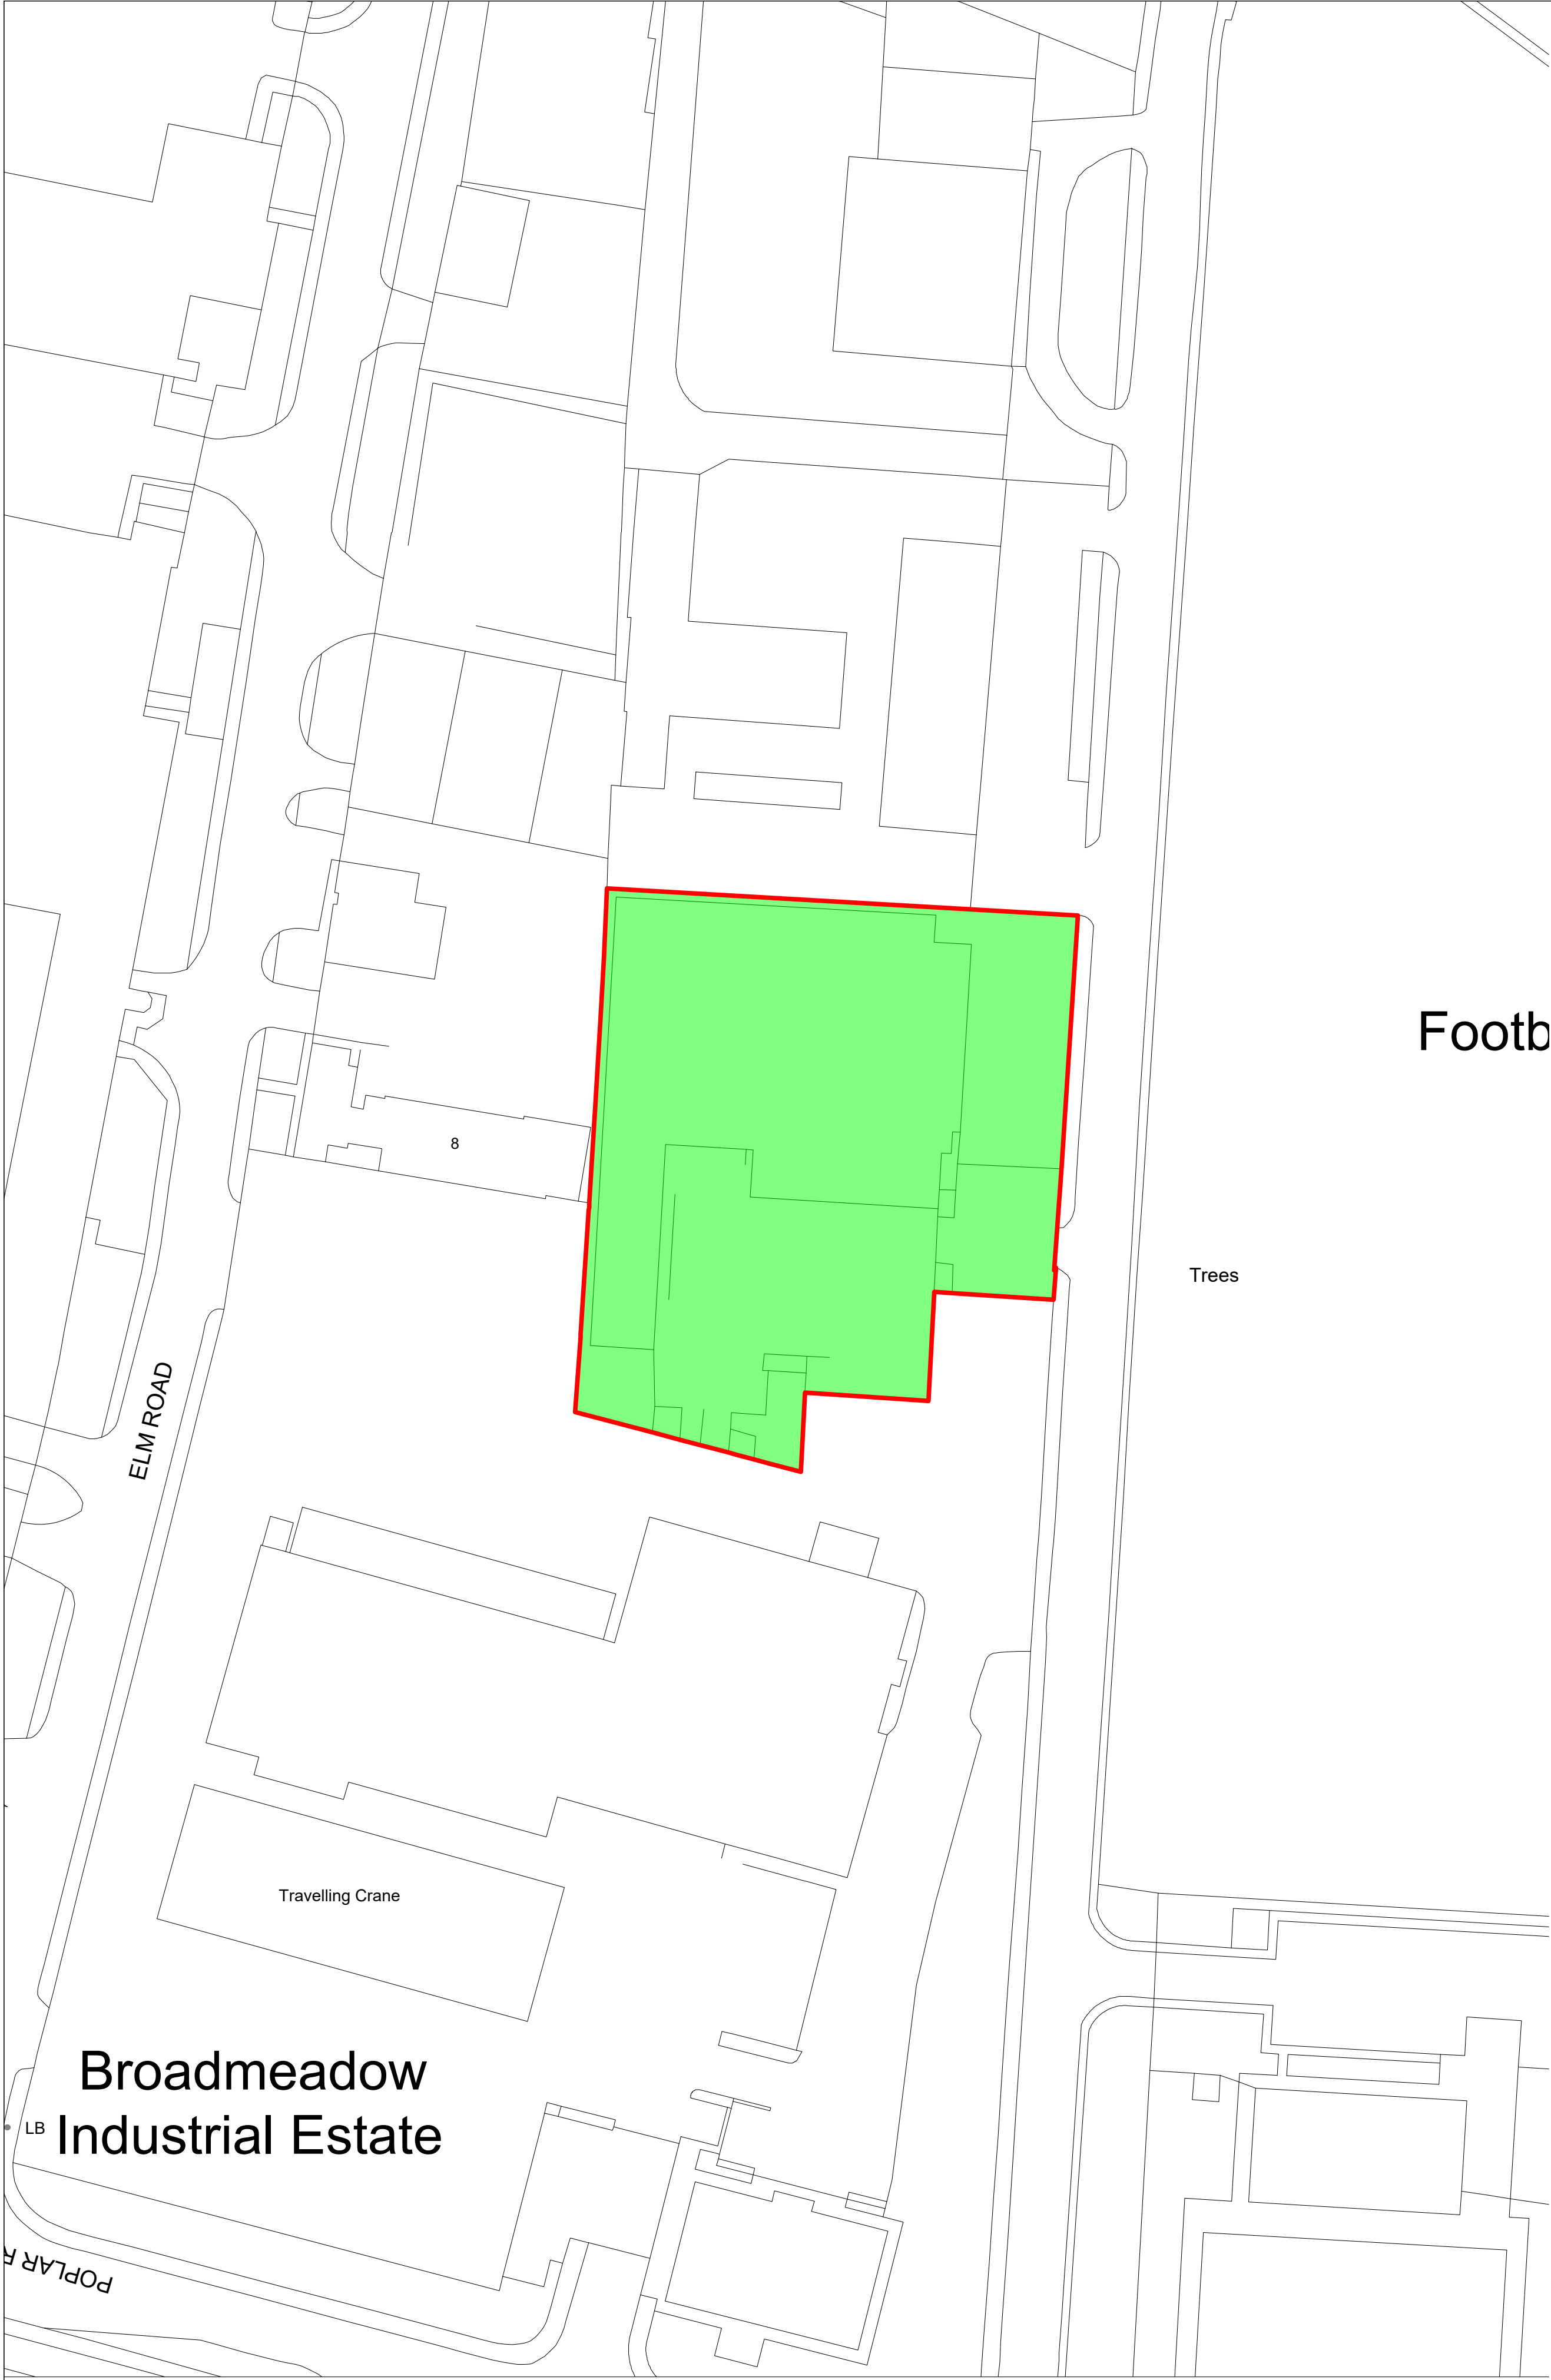 8
Footb
Trees
ELM ROAD
Travelling Crane
Broadmeadow
Industrial Estate
LB
POPLAR R